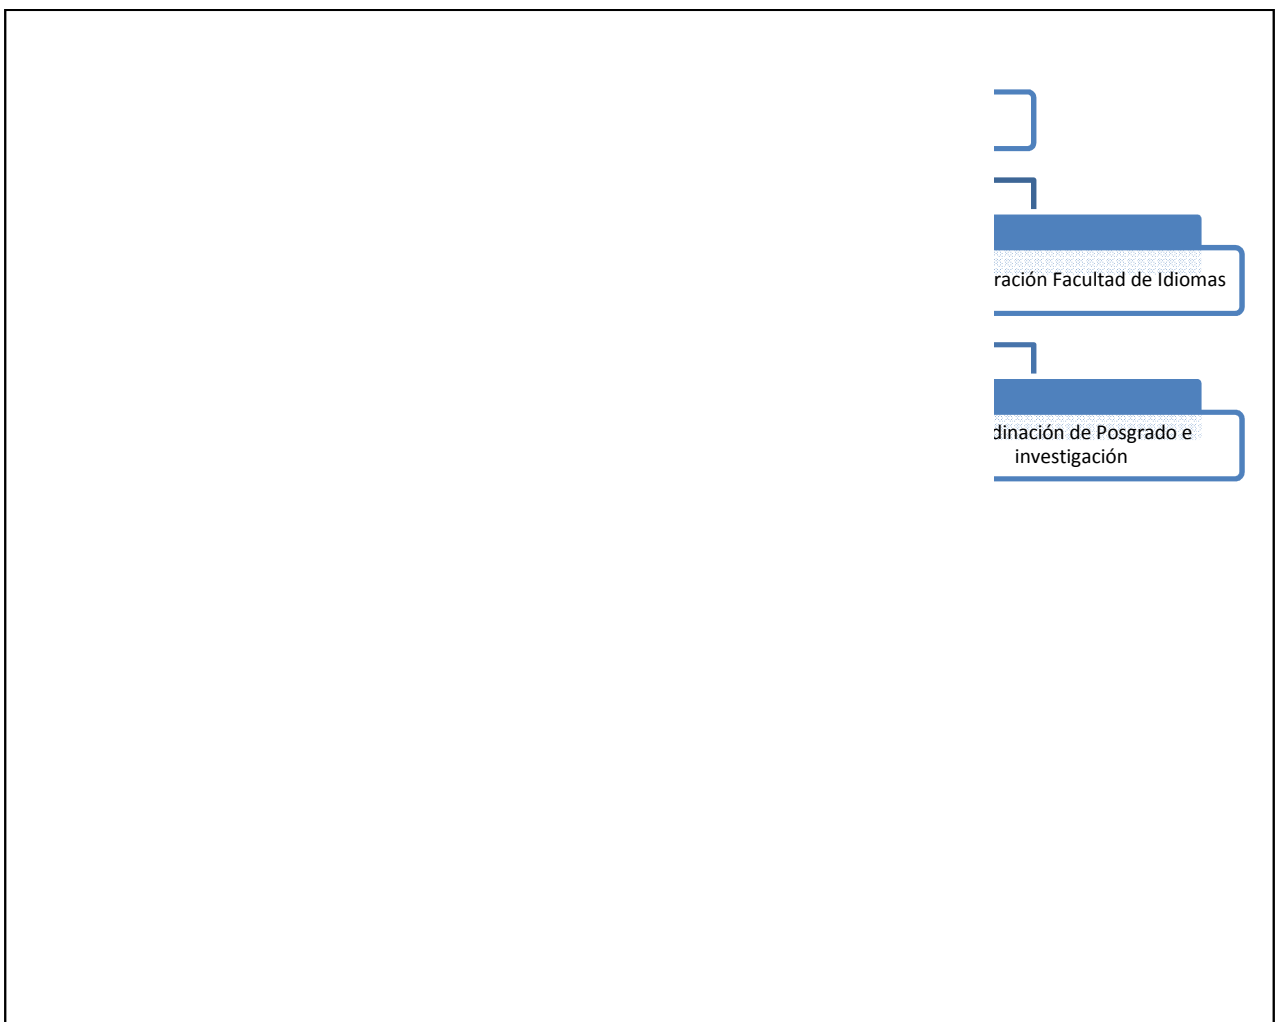 ración Facultad de Idiomas
dinación de Posgrado e
investigación